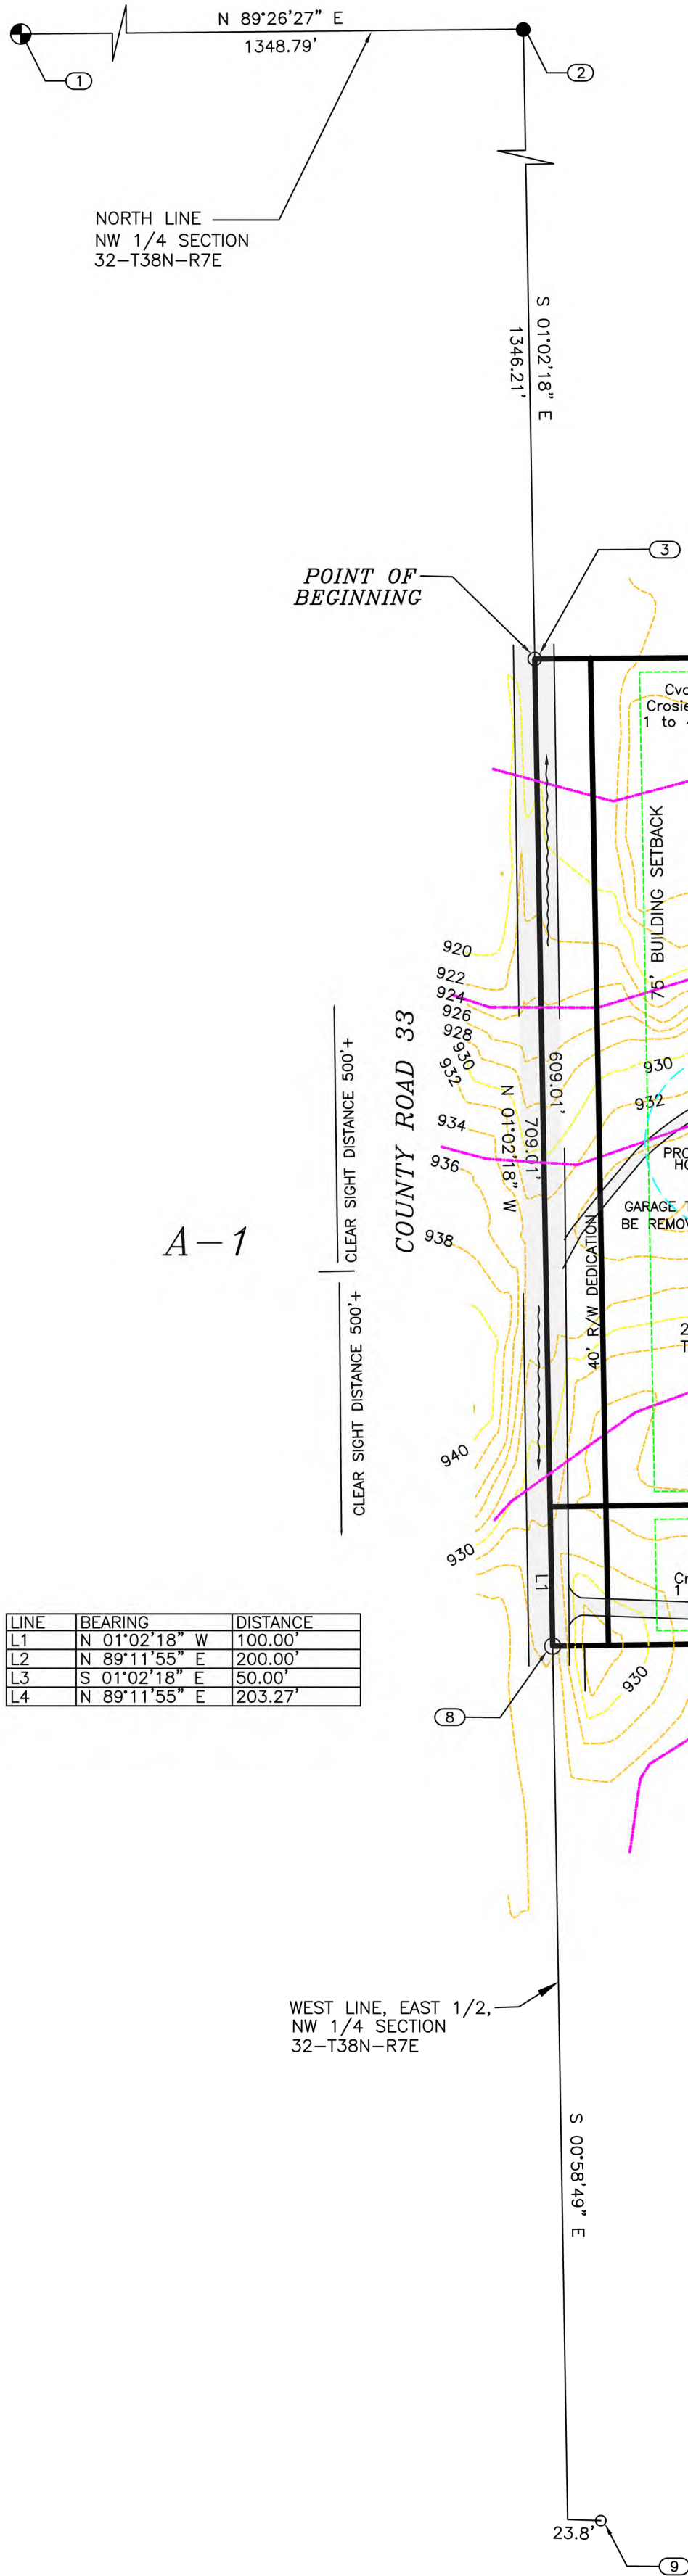 N 89°26'27" E
1348.79'
1
2
NORTH LINE
NW 1/4 SECTION
32-T38N-R7E
S 01°02'18" E
1346.21'
3
POINT OF
BEGINNING
Cvc
Crosie
1 to
75' BUILDING SETBACK
920
922
924
926
928
930
932
934
936
938
940
930
COUNTY ROAD 33
CLEAR SIGHT DISTANCE 500'+
CLEAR SIGHT DISTANCE 500'+
A-1
609.01'
709.01'
N 01°02'18" W
930
932
PRO
HO
GARAGE T
BE REMOV
40' R/W DEDICATION
2
T
L1
Cr
1
930
LINE BEARING DISTANCE
L1 N 01°02'18" W 100.00'
L2 N 89°11'55" E 200.00'
L3 S 01°02'18" E 50.00'
L4 N 89°11'55" E 203.27'
8
WEST LINE, EAST 1/2,
NW 1/4 SECTION
32-T38N-R7E
S 00°58'49" E
23.8'
9